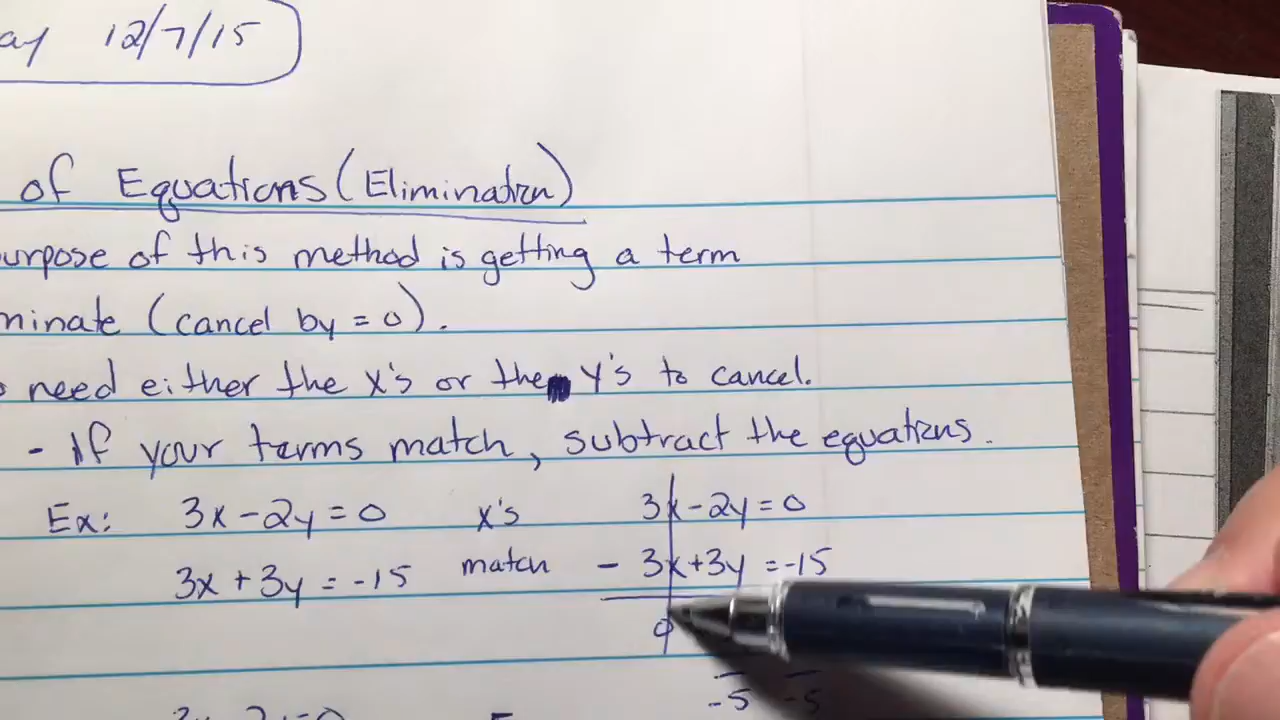 12/7/15
of Equations (Elimination)
urpose of this method is getting a term
minate (cancel by = 0).
need either the x's or the y's to cancel.
- If your terms match, subtract the equations.
Ex: 3x - 2y = 0 x's 3x - 2y = 0
3x + 3y = -15 match - 3x + 3y = -15
0
-5 -5